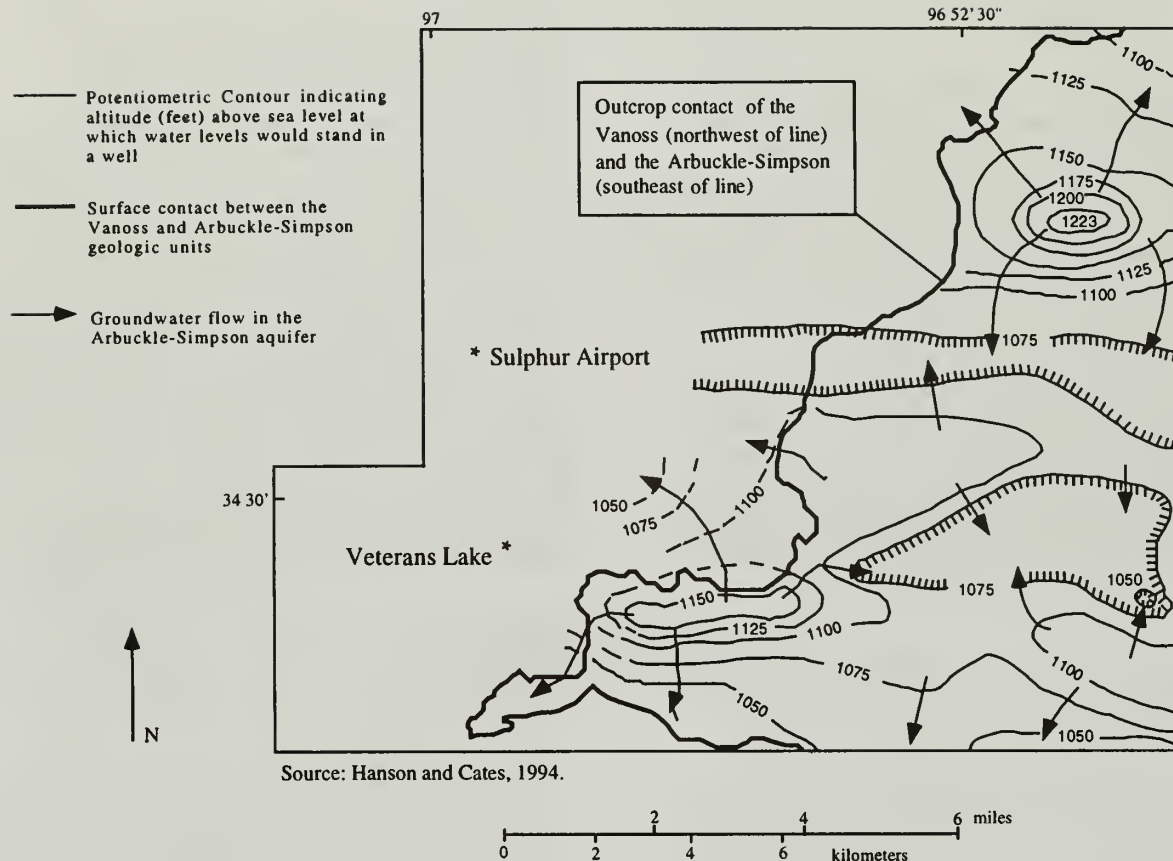 97
96 52' 30"
Potentiometric Contour indicating
altitude (feet) above sea level at
which water levels would stand in
a well
Surface contact between the
Vanoss and Arbuckle-Simpson
geologic units
Groundwater flow in the
Arbuckle-Simpson aquifer
Outcrop contact of the
Vanoss (northwest of line)
and the Arbuckle-Simpson
(southeast of line)
1100
1125
1150
1175
1200
1223
1125
1100
1075
* Sulphur Airport
34 30'
1050
1075
1100
Veterans Lake *
1150
1125
1100
1075
1050
1075
1050
1100
1050
N
Source: Hanson and Cates, 1994.
2 4 6 miles
0 2 4 6 kilometers